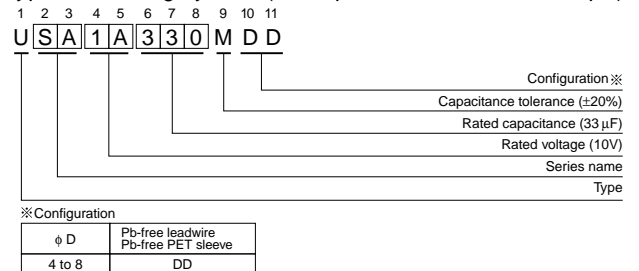 1 2 3 4 5 6 7 8 9 10 11
U S A 1 A 3 3 0 M D D
Configuration※
Capacitance tolerance (±20%)
Rated capacitance (33 μF)
Rated voltage (10V)
Series name
Type
※Configuration
φ D
Pb-free leadwire
Pb-free PET sleeve
4 to 8
DD